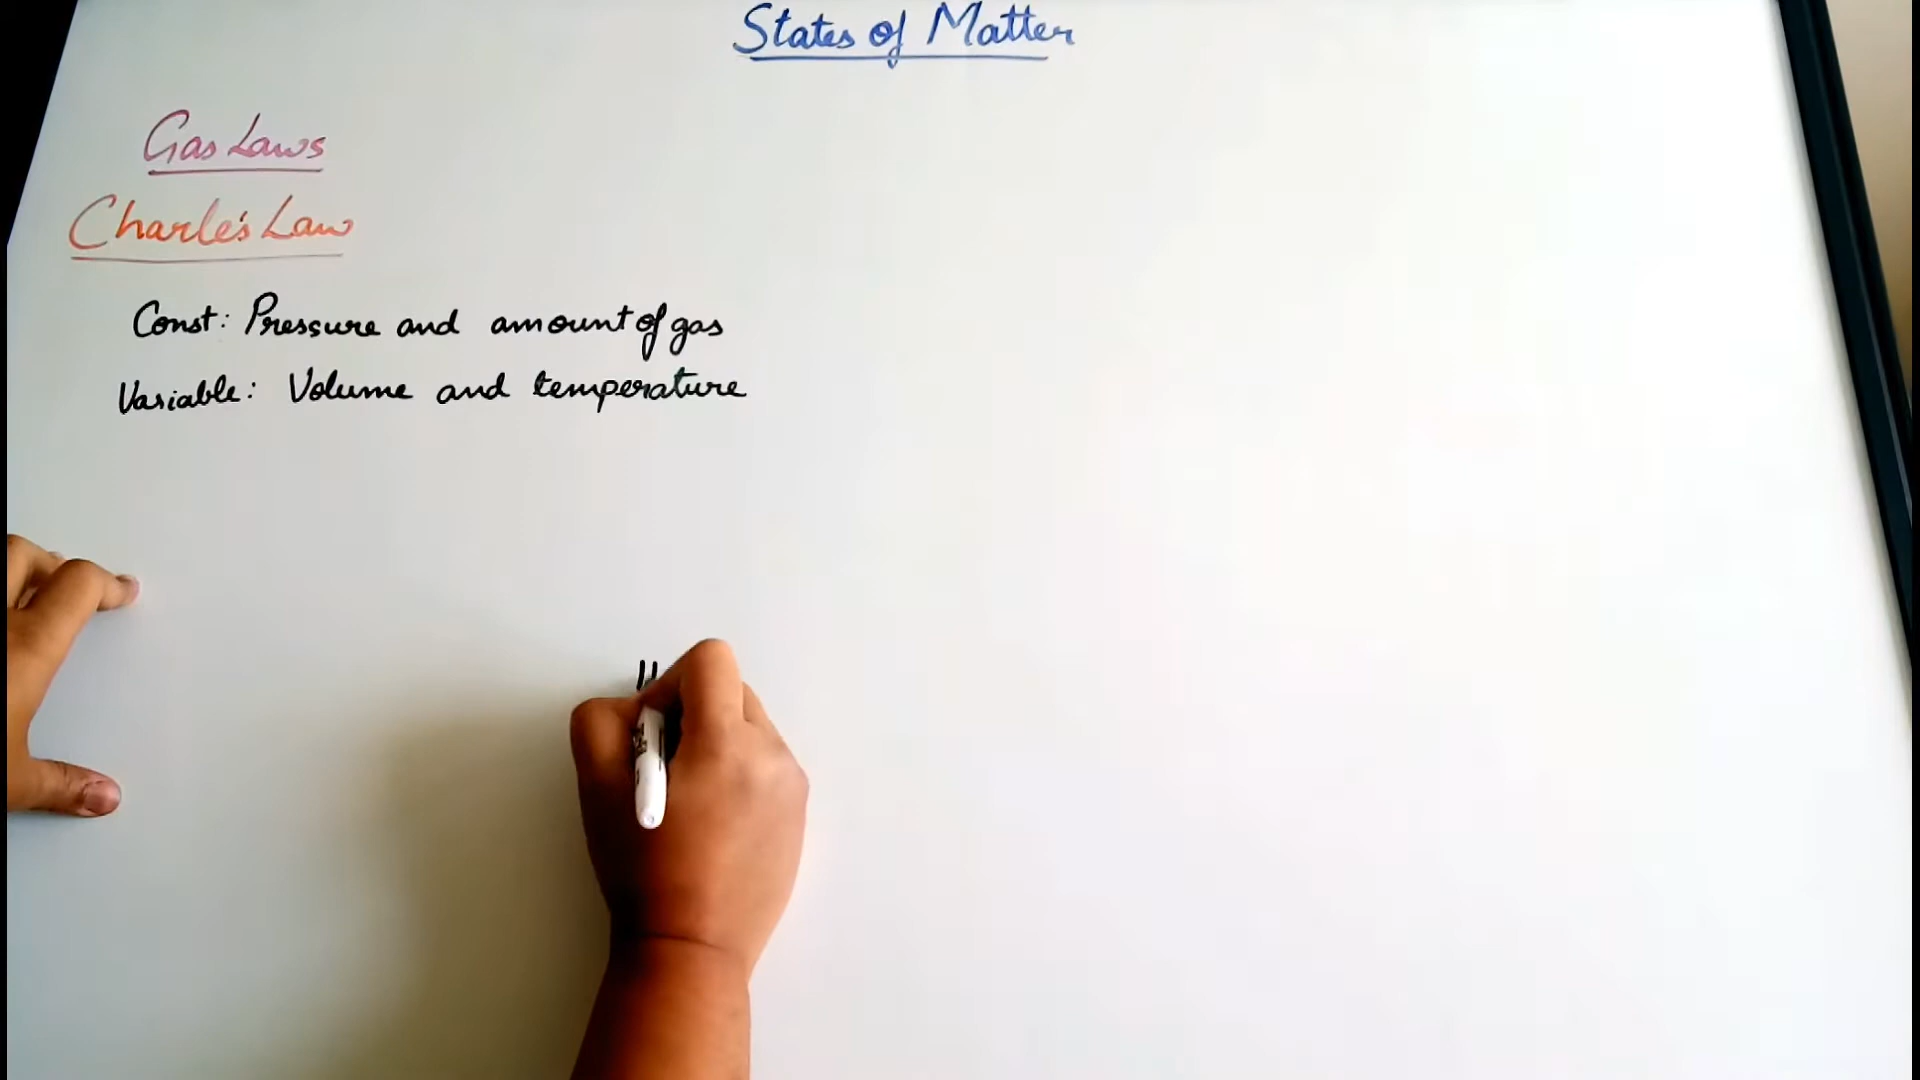 States of Matter
Gas Laws
Charle's Law
Const: Pressure and amount of gas
Variable: Volume and temperature